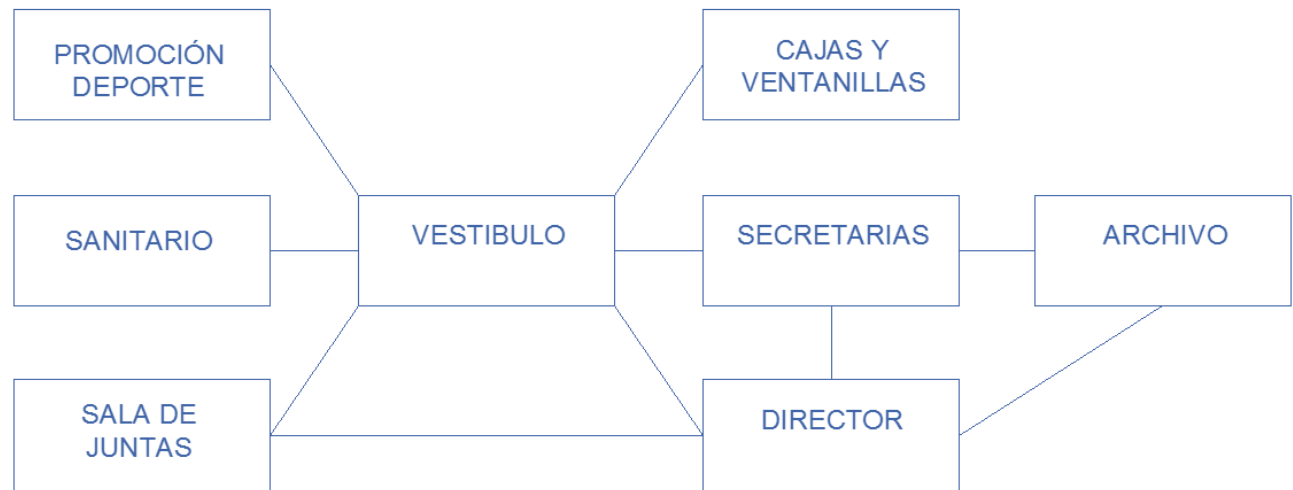 PROMOCIÓN
DEPORTE
CAJAS Y
VENTANILLAS
SANITARIO
VESTIBULO
SECRETARIAS
ARCHIVO
SALA DE
JUNTAS
DIRECTOR